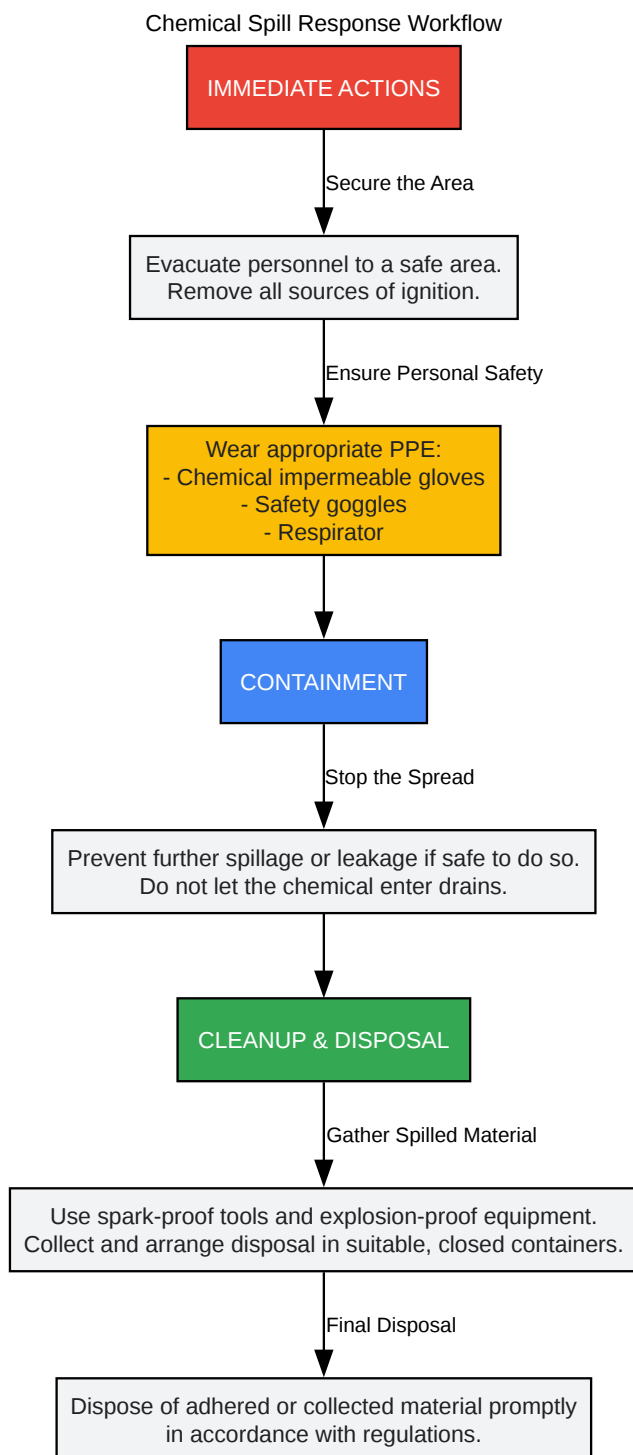 Chemical Spill Response Workflow
IMMEDIATE ACTIONS
Secure the Area
Evacuate personnel to a safe area.
Remove all sources of ignition.
Ensure Personal Safety
Wear appropriate PPE:
- Chemical impermeable gloves
- Safety goggles
- Respirator
CONTAINMENT
Stop the Spread
Prevent further spillage or leakage if safe to do so.
Do not let the chemical enter drains.
CLEANUP & DISPOSAL
Gather Spilled Material
Use spark-proof tools and explosion-proof equipment.
Collect and arrange disposal in suitable, closed containers.
Final Disposal
Dispose of adhered or collected material promptly
in accordance with regulations.